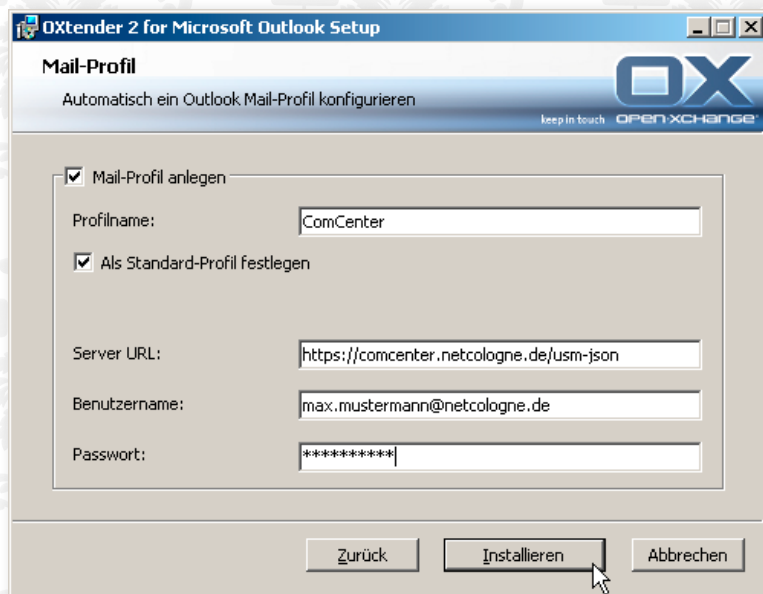 OXtender 2 for Microsoft Outlook Setup
Mail-Profil
Automatisch ein Outlook Mail-Profil konfigurieren
OX
keep in touch OPEN-XCHANGE
Mail-Profil anlegen
Profilname: ComCenter
Als Standard-Profil festlegen
Server URL: https://comcenter.netcologne.de/usm-json
Benutzername: max.mustermann@netcologne.de
Passwort: **********
Zurück Installieren Abbrechen